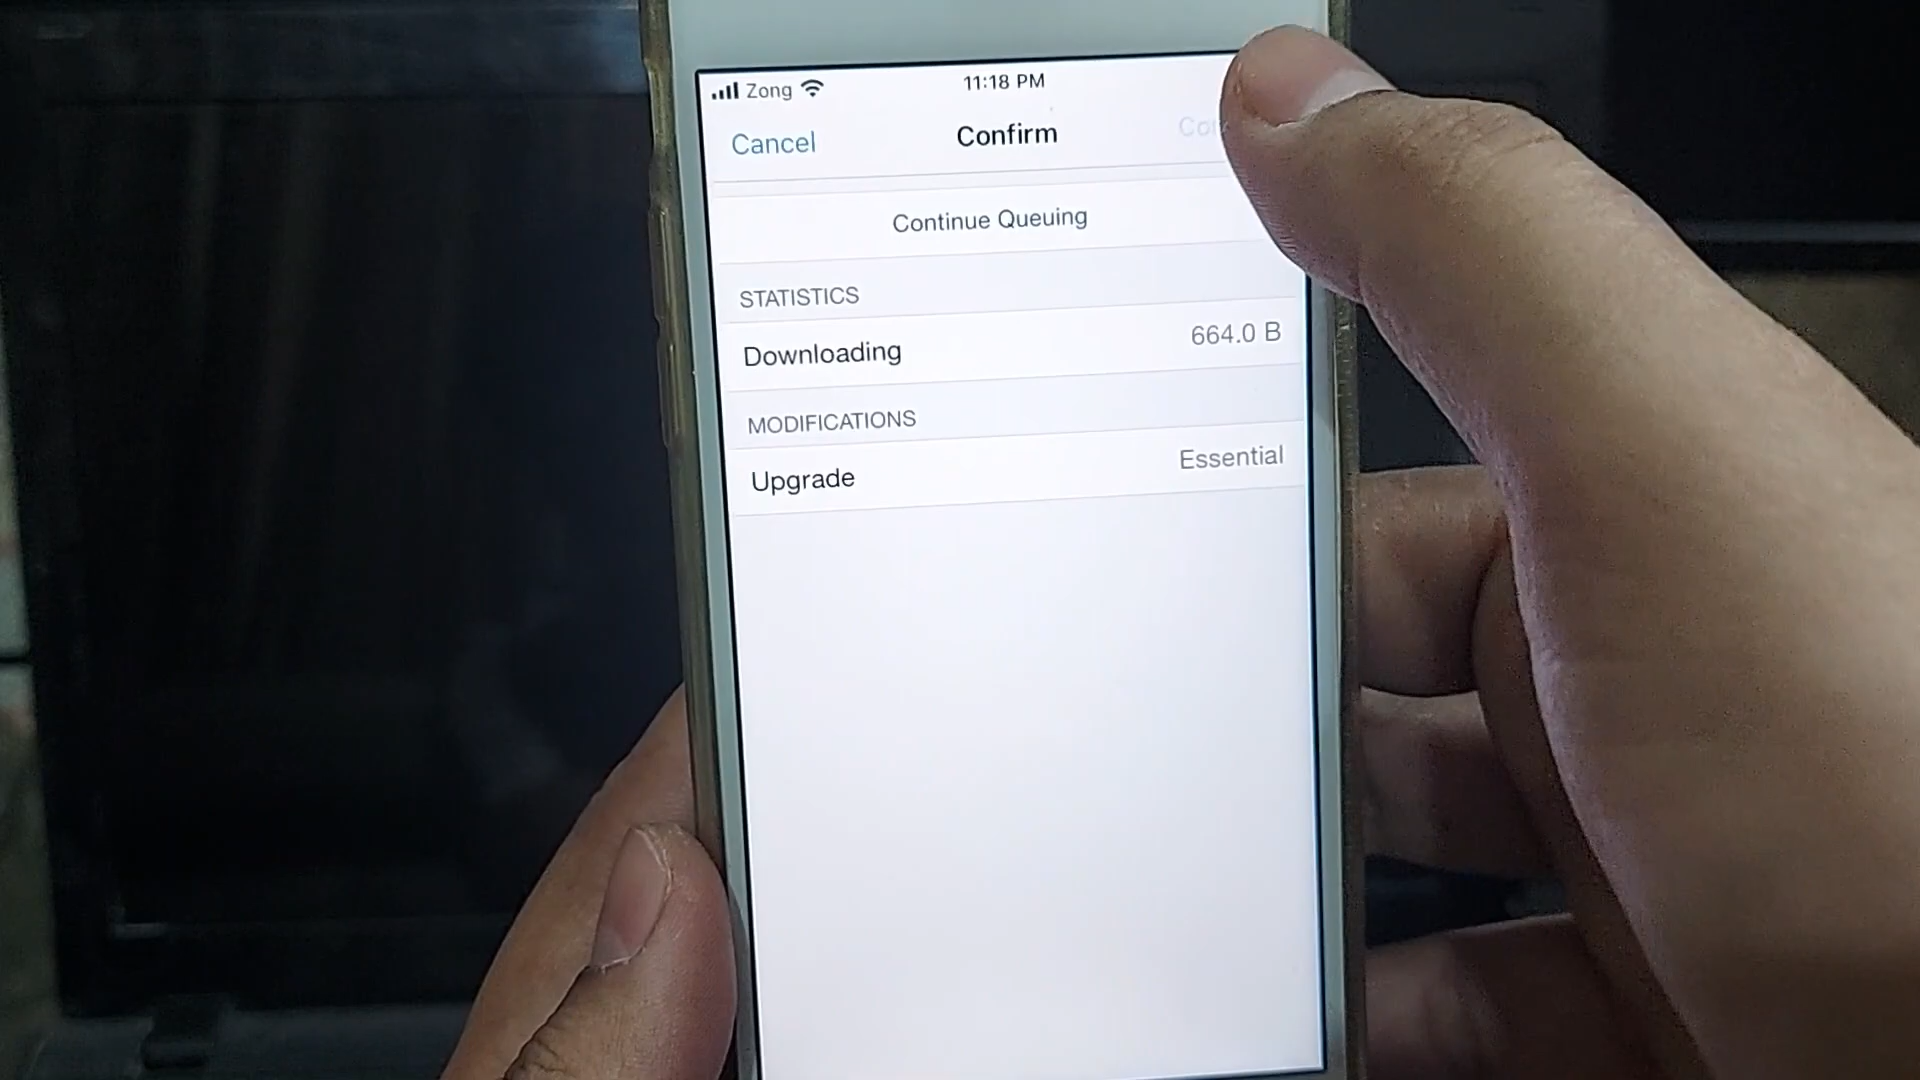 Zong 11:18 PM
Cancel Confirm
Continue Queuing
STATISTICS
Downloading 664.0 B
MODIFICATIONS
Upgrade Essential